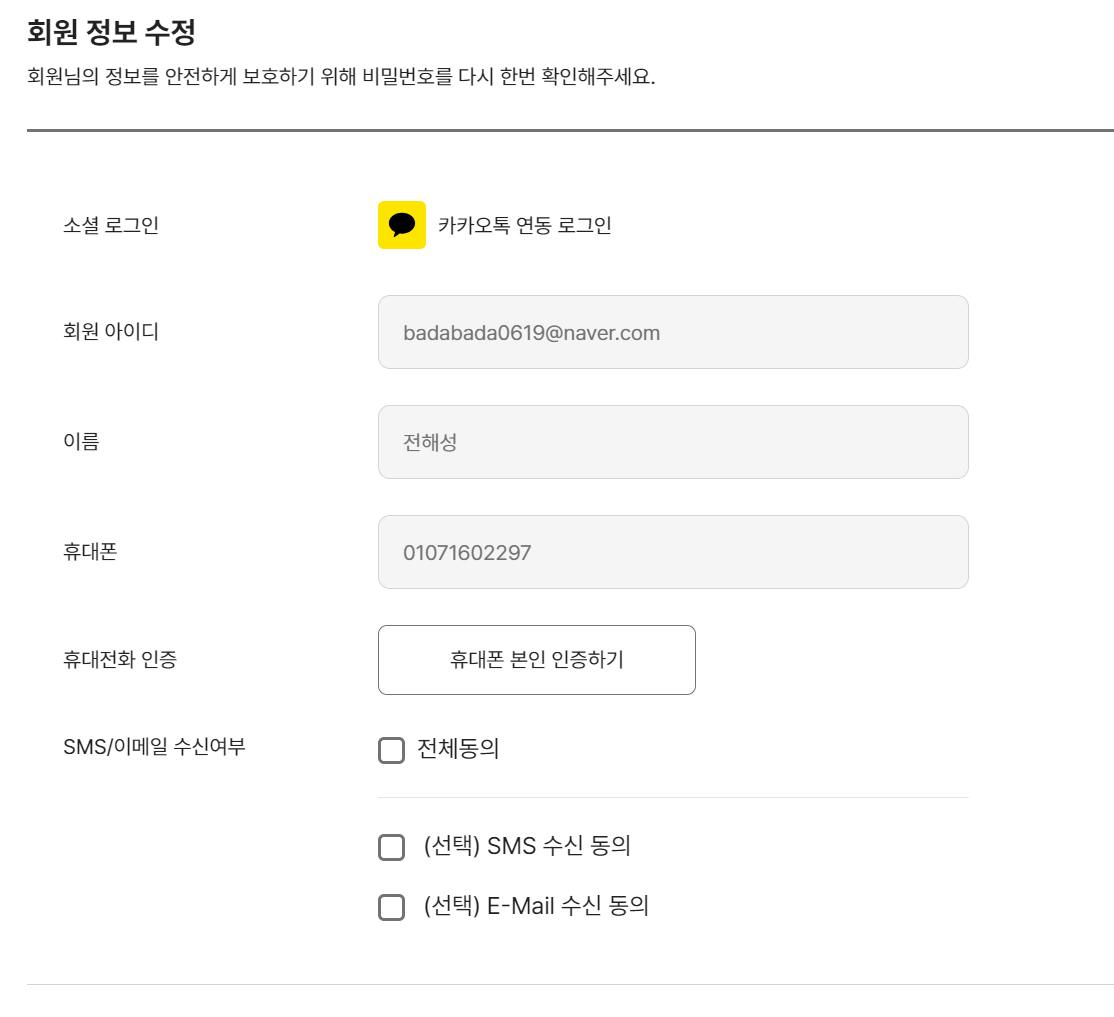 회원 정보 수정
회원님의 정보를 안전하게 보호하기 위해 비밀번호를 다시 한번 확인해주세요.
소셜 로그인
카카오톡 연동 로그인
회원 아이디
badabada0619@naver.com
이름
전해성
휴대폰
01071602297
휴대전화 인증
휴대폰 본인 인증하기
SMS/이메일 수신여부
전체동의
(선택) SMS 수신 동의
(선택) E-Mail 수신 동의